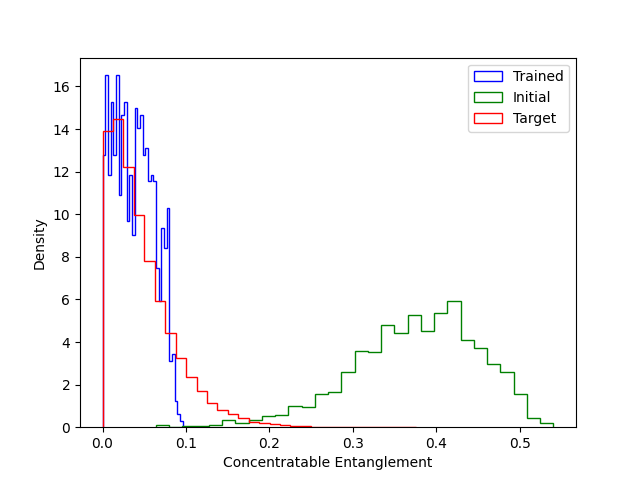 Trained
Initial
Target
16
14
12
10
8
6
4
2
0
Density
0.0 0.1 0.2 0.3 0.4 0.5
Concentratable Entanglement